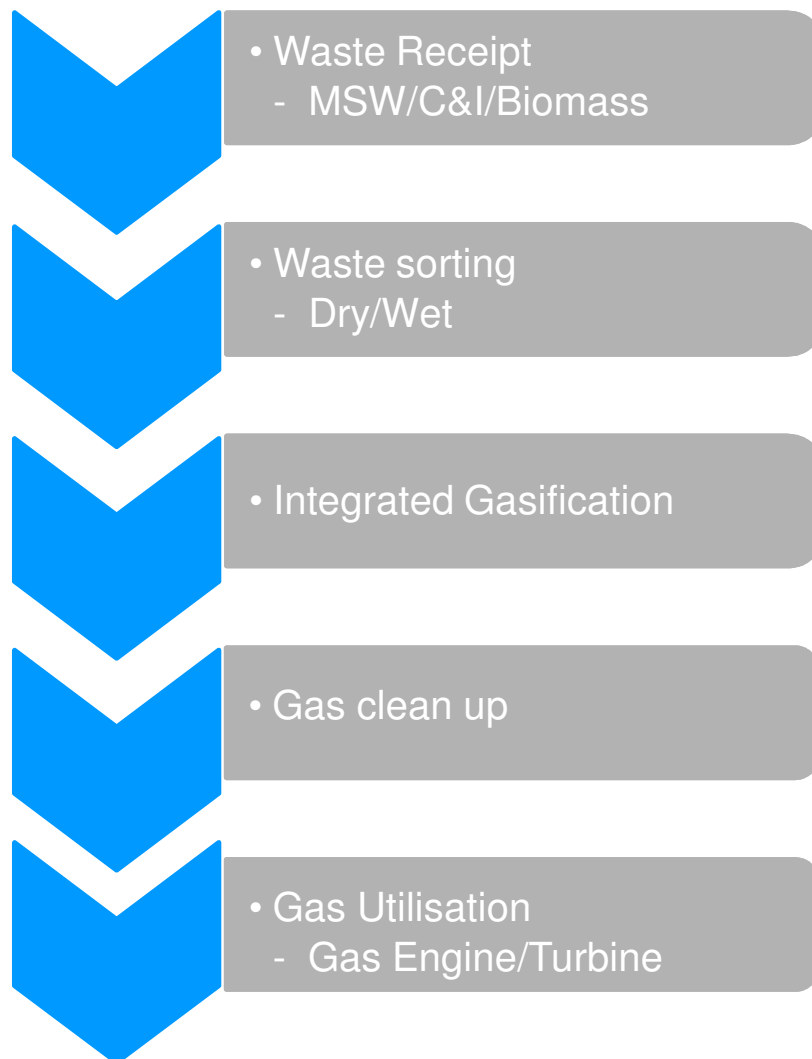 • Waste Receipt
- MSW/C&I/Biomass
• Waste sorting
- Dry/Wet
• Integrated Gasification
• Gas clean up
• Gas Utilisation
- Gas Engine/Turbine